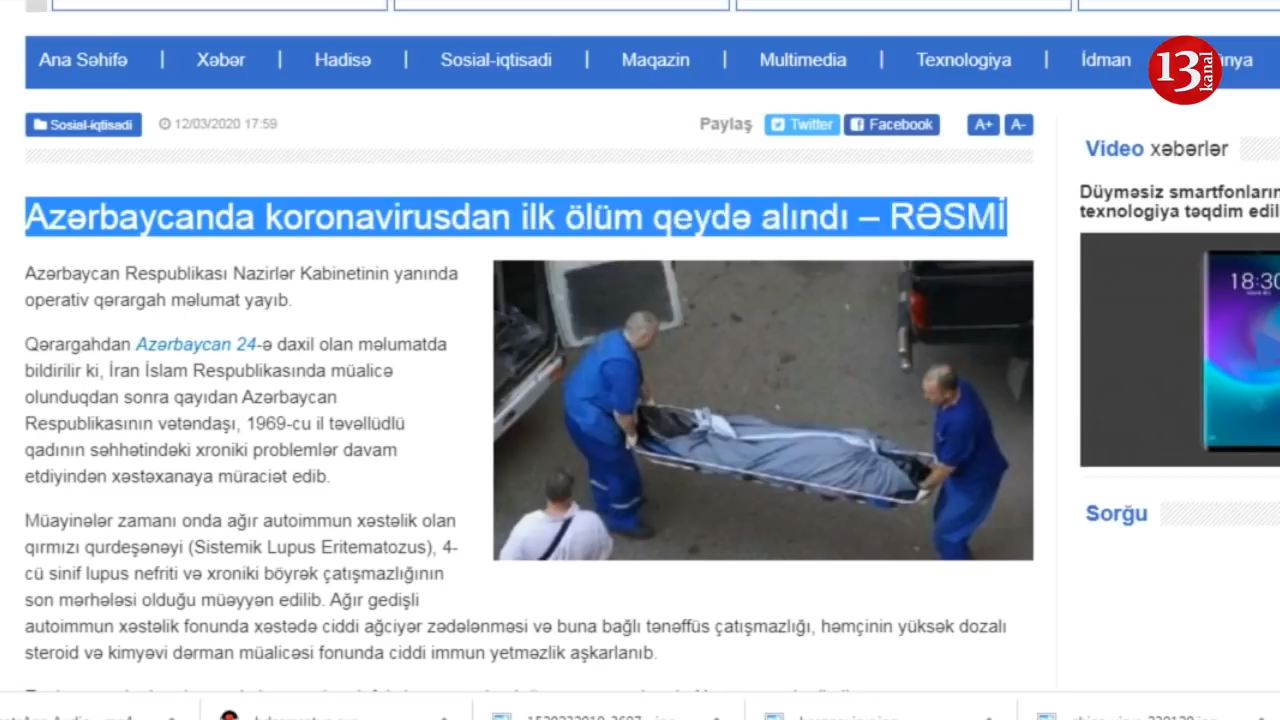 Ana Səhifə | Xəbər | Hadisə | Sosial-iqtisadi | Maqazin | Multimedia | Texnologiya | İdman
13 kanal
Sosial-iqtisadi 12/03/2020 17:59 Paylaş Twitter Facebook A+ A-
Azərbaycanda koronavirusdan ilk ölüm qeydə alındı – RƏSMİ
Azərbaycan Respublikası Nazirlər Kabinetinin yanında
operativ qərargah məlumat yayıb.
Qərargahdan Azərbaycan 24-ə daxil olan məlumatda
bildirilir ki, İran İslam Respublikasında müalicə
olunduqdan sonra qayıdan Azərbaycan
Respublikasının vətəndaşı, 1969-cu il təvəllüdlü
qadının səhhətindəki xroniki problemlər davam
etdiyindən xəstəxanaya müraciət edib.
Müayinələr zamanı onda ağır autoimmun xəstəlik olan
qırmızı qurdeşənəyi (Sistemik Lupus Eritematozus), 4-
cü sinif lupus nefriti və xroniki böyrək çatışmazlığının
son mərhələsi olduğu müəyyən edilib. Ağır gedişli
autoimmun xəstəlik fonunda xəstədə ciddi ağciyər zədələnməsi və buna bağlı tənəffüs çatışmazlığı, həmçinin yüksək dozalı
steroid və kimyəvi dərman müalicəsi fonunda ciddi immun yetməzlik aşkarlanıb.
Video xəbərlər
Düyməsiz smartfonların
texnologiya təqdim edil
18:30
Sorğu